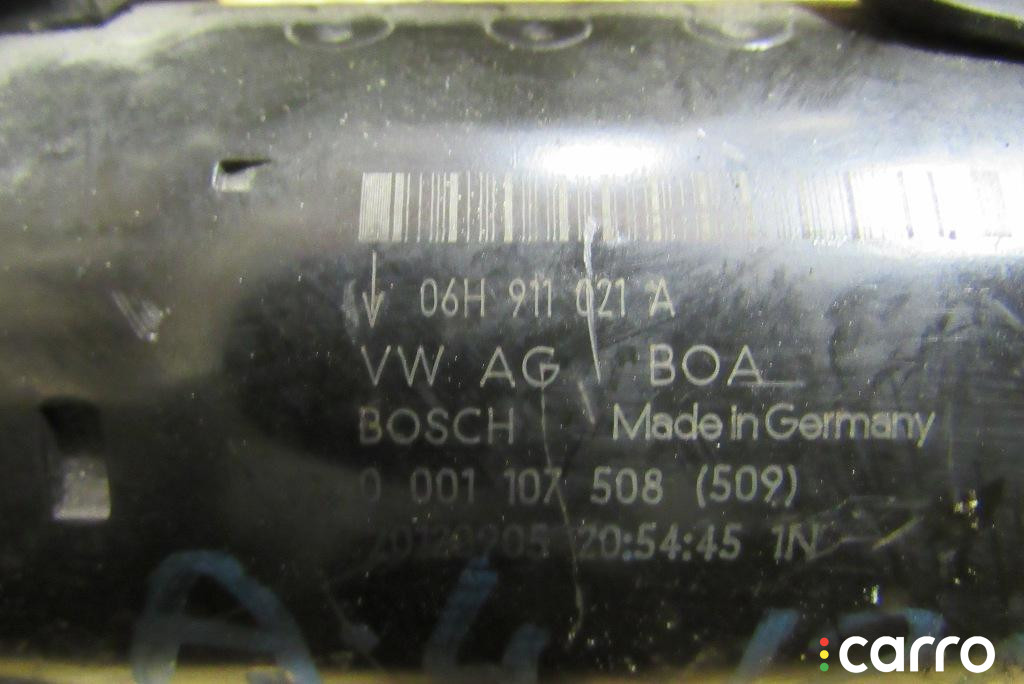 06H 911 021 A
VW AG BOA
BOSCH Made in Germany
0 001 107 508 (509)
20120905 20:54:45 1N
carro